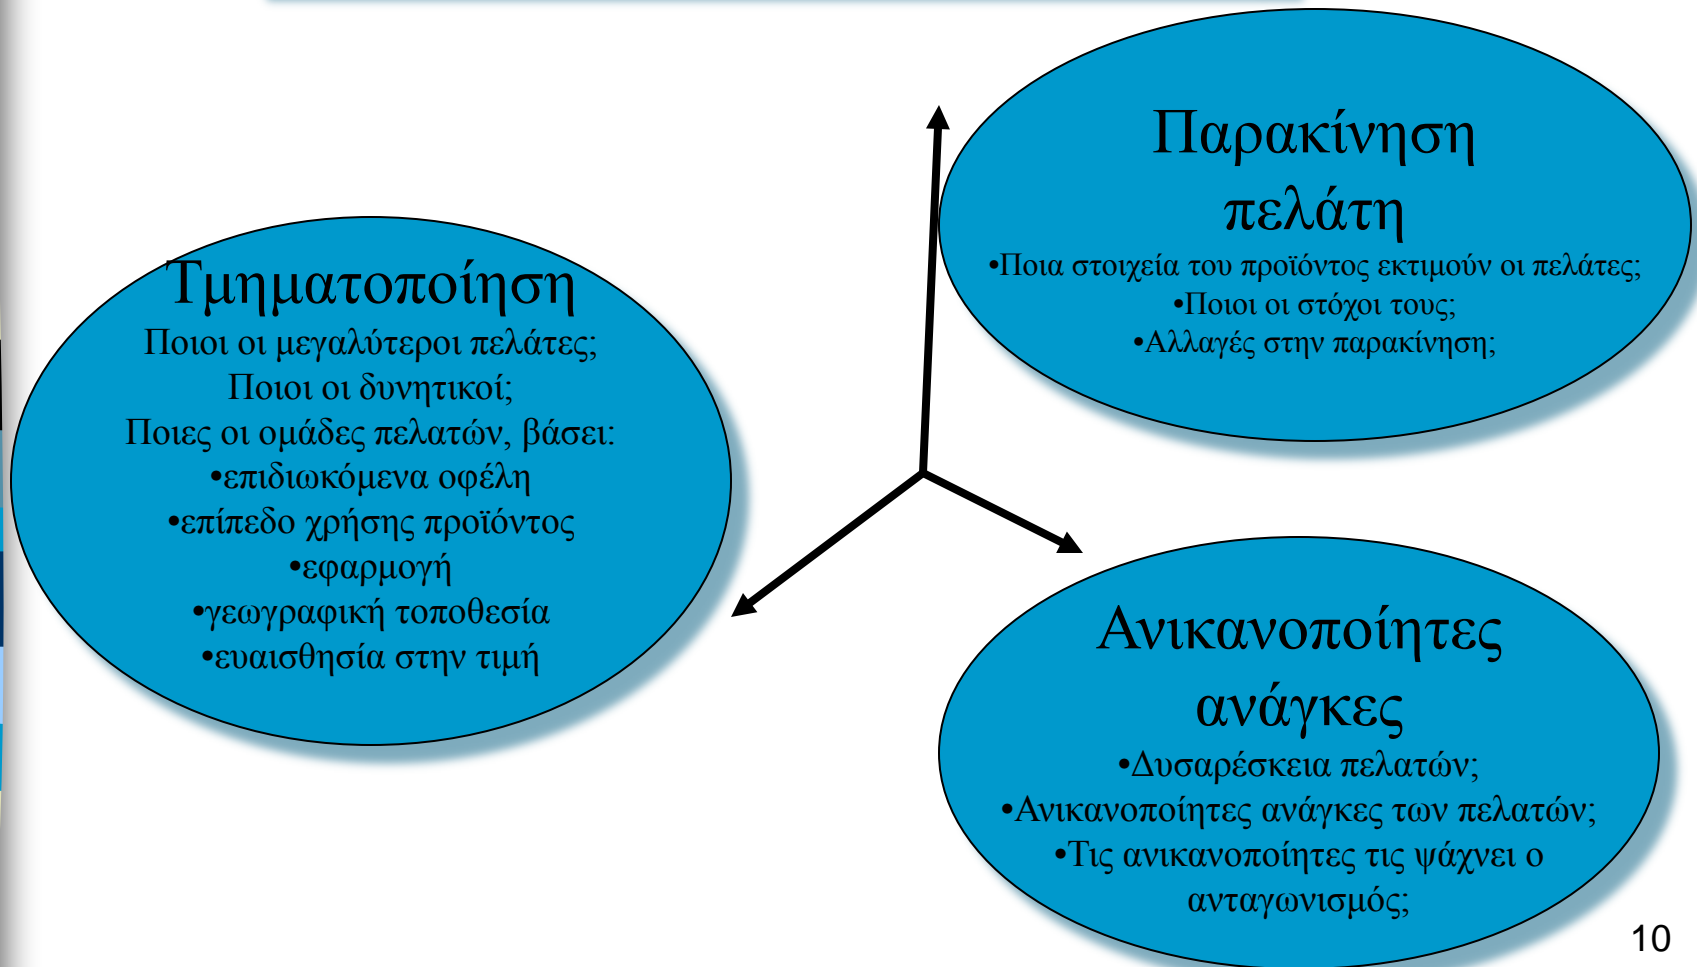 Παρακίνηση
πελάτη
•Ποια στοιχεία του προϊόντος εκτιμούν οι πελάτες;
•Ποιοι οι στόχοι τους;
•Αλλαγές στην παρακίνηση;
Τμηματοποίηση
Ποιοι οι μεγαλύτεροι πελάτες;
Ποιοι οι δυνητικοί;
Ποιες οι ομάδες πελατών, βάσει:
•επιδιωκόμενα οφέλη
•επίπεδο χρήσης προϊόντος
•εφαρμογή
•γεωγραφική τοποθεσία
•ευαισθησία στην τιμή
Ανικανοποίητες
ανάγκες
•Δυσαρέσκεια πελατών;
•Ανικανοποίητες ανάγκες των πελατών;
•Τις ανικανοποίητες τις ψάχνει ο
ανταγωνισμός;
10